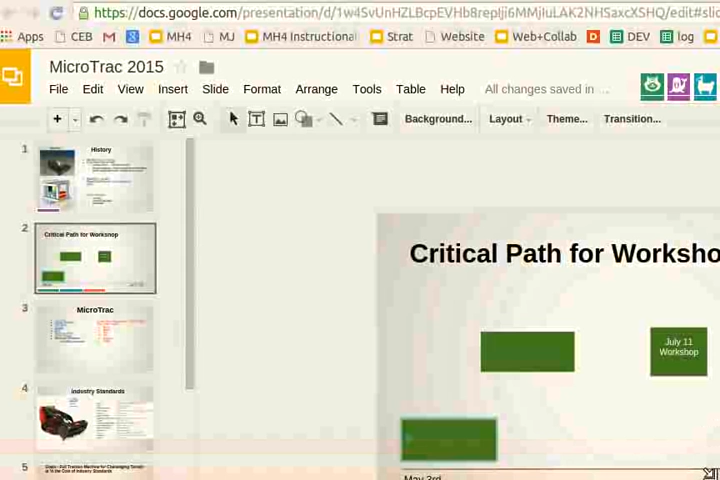 https://docs.google.com/presentation/d/1w4SvUnHZLBcpEVHb8replji6MMjIuLAK2NHSaxcXSHQ/edit#slid
Apps CEB MH4 MJ MH4 Instructional Strat Website Web+Collab DEV log
MicroTrac 2015
File Edit View Insert Slide Format Arrange Tools Table Help All changes saved in ...
Background... Layout Theme... Transition...
1
History
2
Critical Path for Workshop
3
MicroTrac
4
Industry Standards
5
Critical Path for Worksho
July 11
Workshop
May 3rd